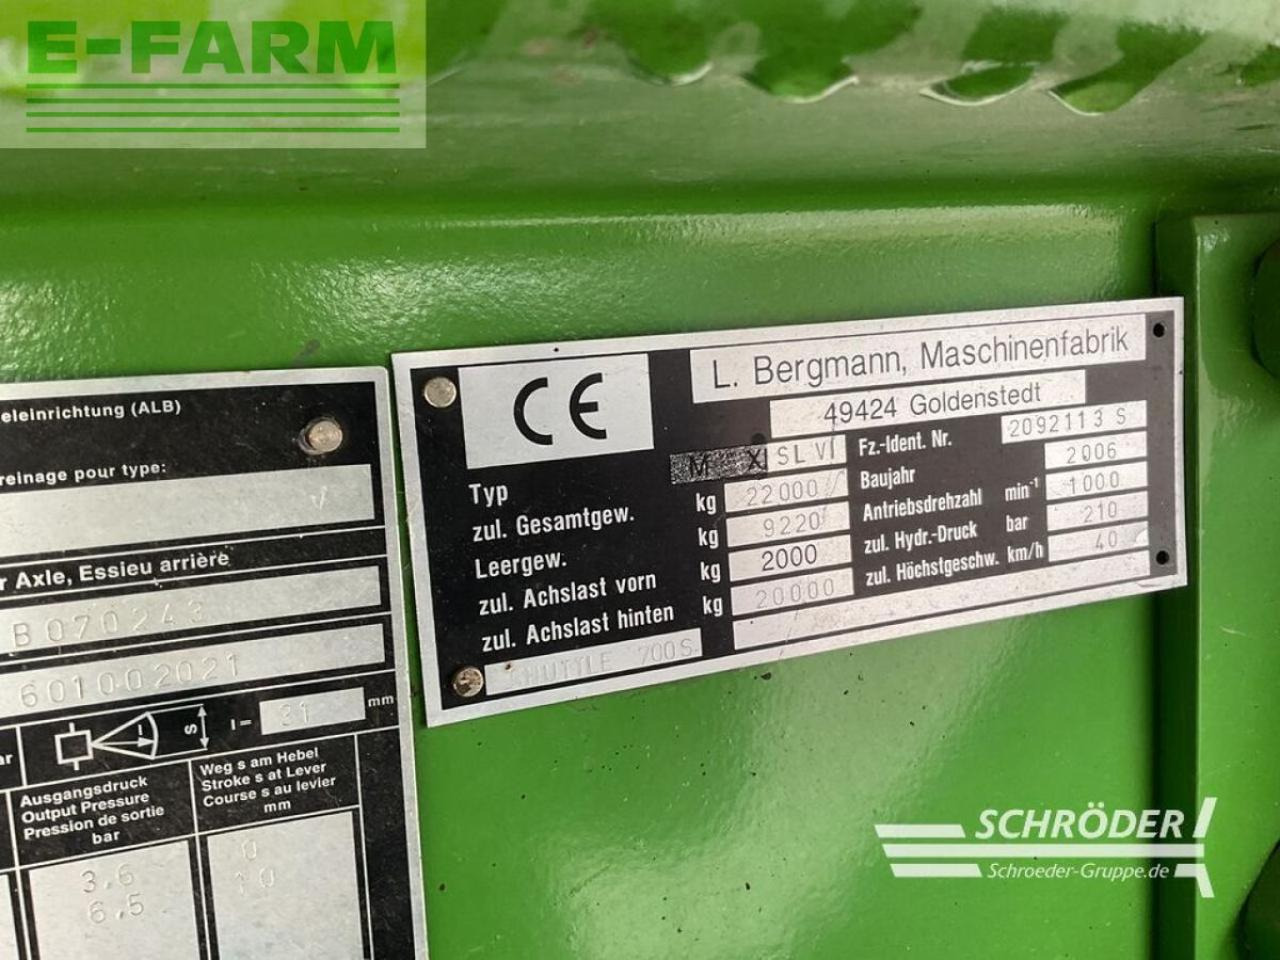 E-FARM
eleinrichtung (ALB)
reinage pour type:
r Axle, Essieu arrière
B070243
601002021
l = 31 mm
s
ar
Ausgangsdruck
Output Pressure
Pression de sortie
bar
Weg s am Hebel
Stroke s at Lever
Course s au levier
mm
3.6 0
6.5 10
CE
L. Bergmann, Maschinenfabrik
49424 Goldenstedt
Typ SL VI
zul. Gesamtgew. kg 22000
Leergew. kg 9220
zul. Achslast vorn kg 2000
zul. Achslast hinten kg 20000
SHUTTLE 700S
Fz.-Ident. Nr. 2092113 S
Baujahr 2006
Antriebsdrehzahl min⁻¹ 1000
zul. Hydr.-Druck bar 210
zul. Höchstgeschw. km/h 40
SCHRÖDER
Schroeder-Gruppe.de